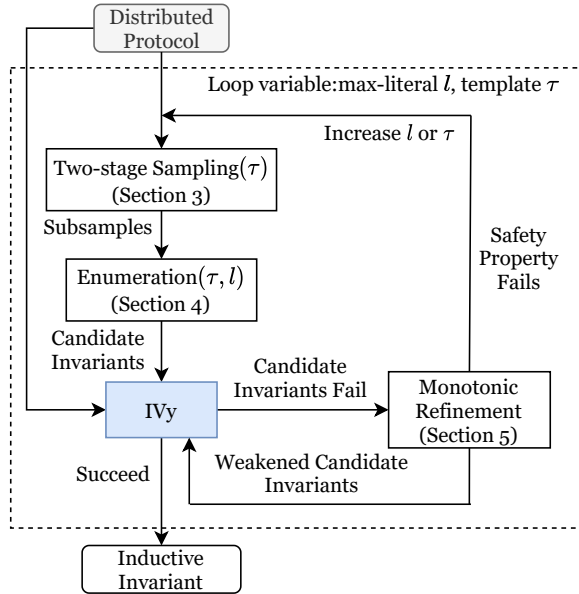 Distributed
Protocol
Loop variable:max-literal l, template τ
Increase l or τ
Two-stage Sampling(τ)
(Section 3)
Subsamples
Safety
Property
Fails
Enumeration(τ, l)
(Section 4)
Candidate
Invariants
Candidate
Invariants Fail
IVy
Monotonic
Refinement
(Section 5)
Succeed
Weakened Candidate
Invariants
Inductive
Invariant